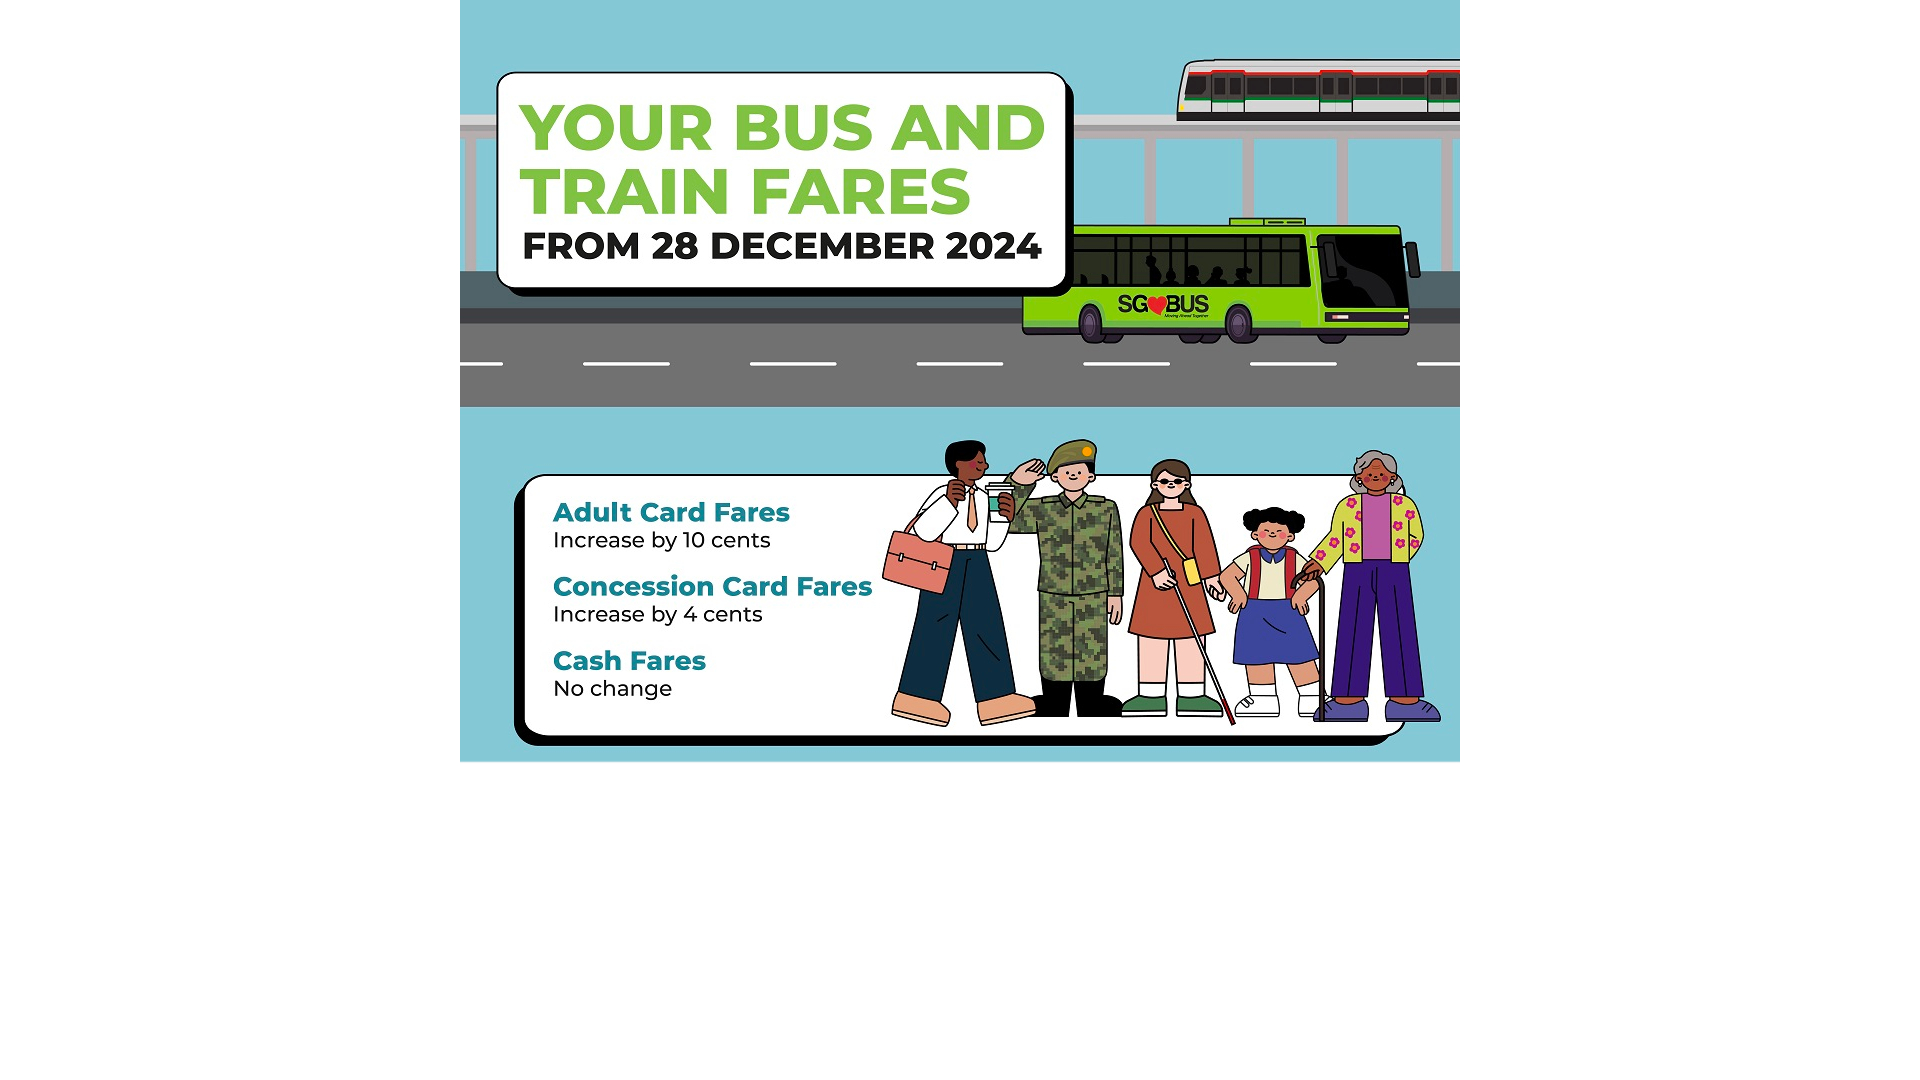 YOUR BUS AND
TRAIN FARES
FROM 28 DECEMBER 2024
SG BUS
Moving Ahead Together
Adult Card Fares
Increase by 10 cents
Concession Card Fares
Increase by 4 cents
Cash Fares
No change